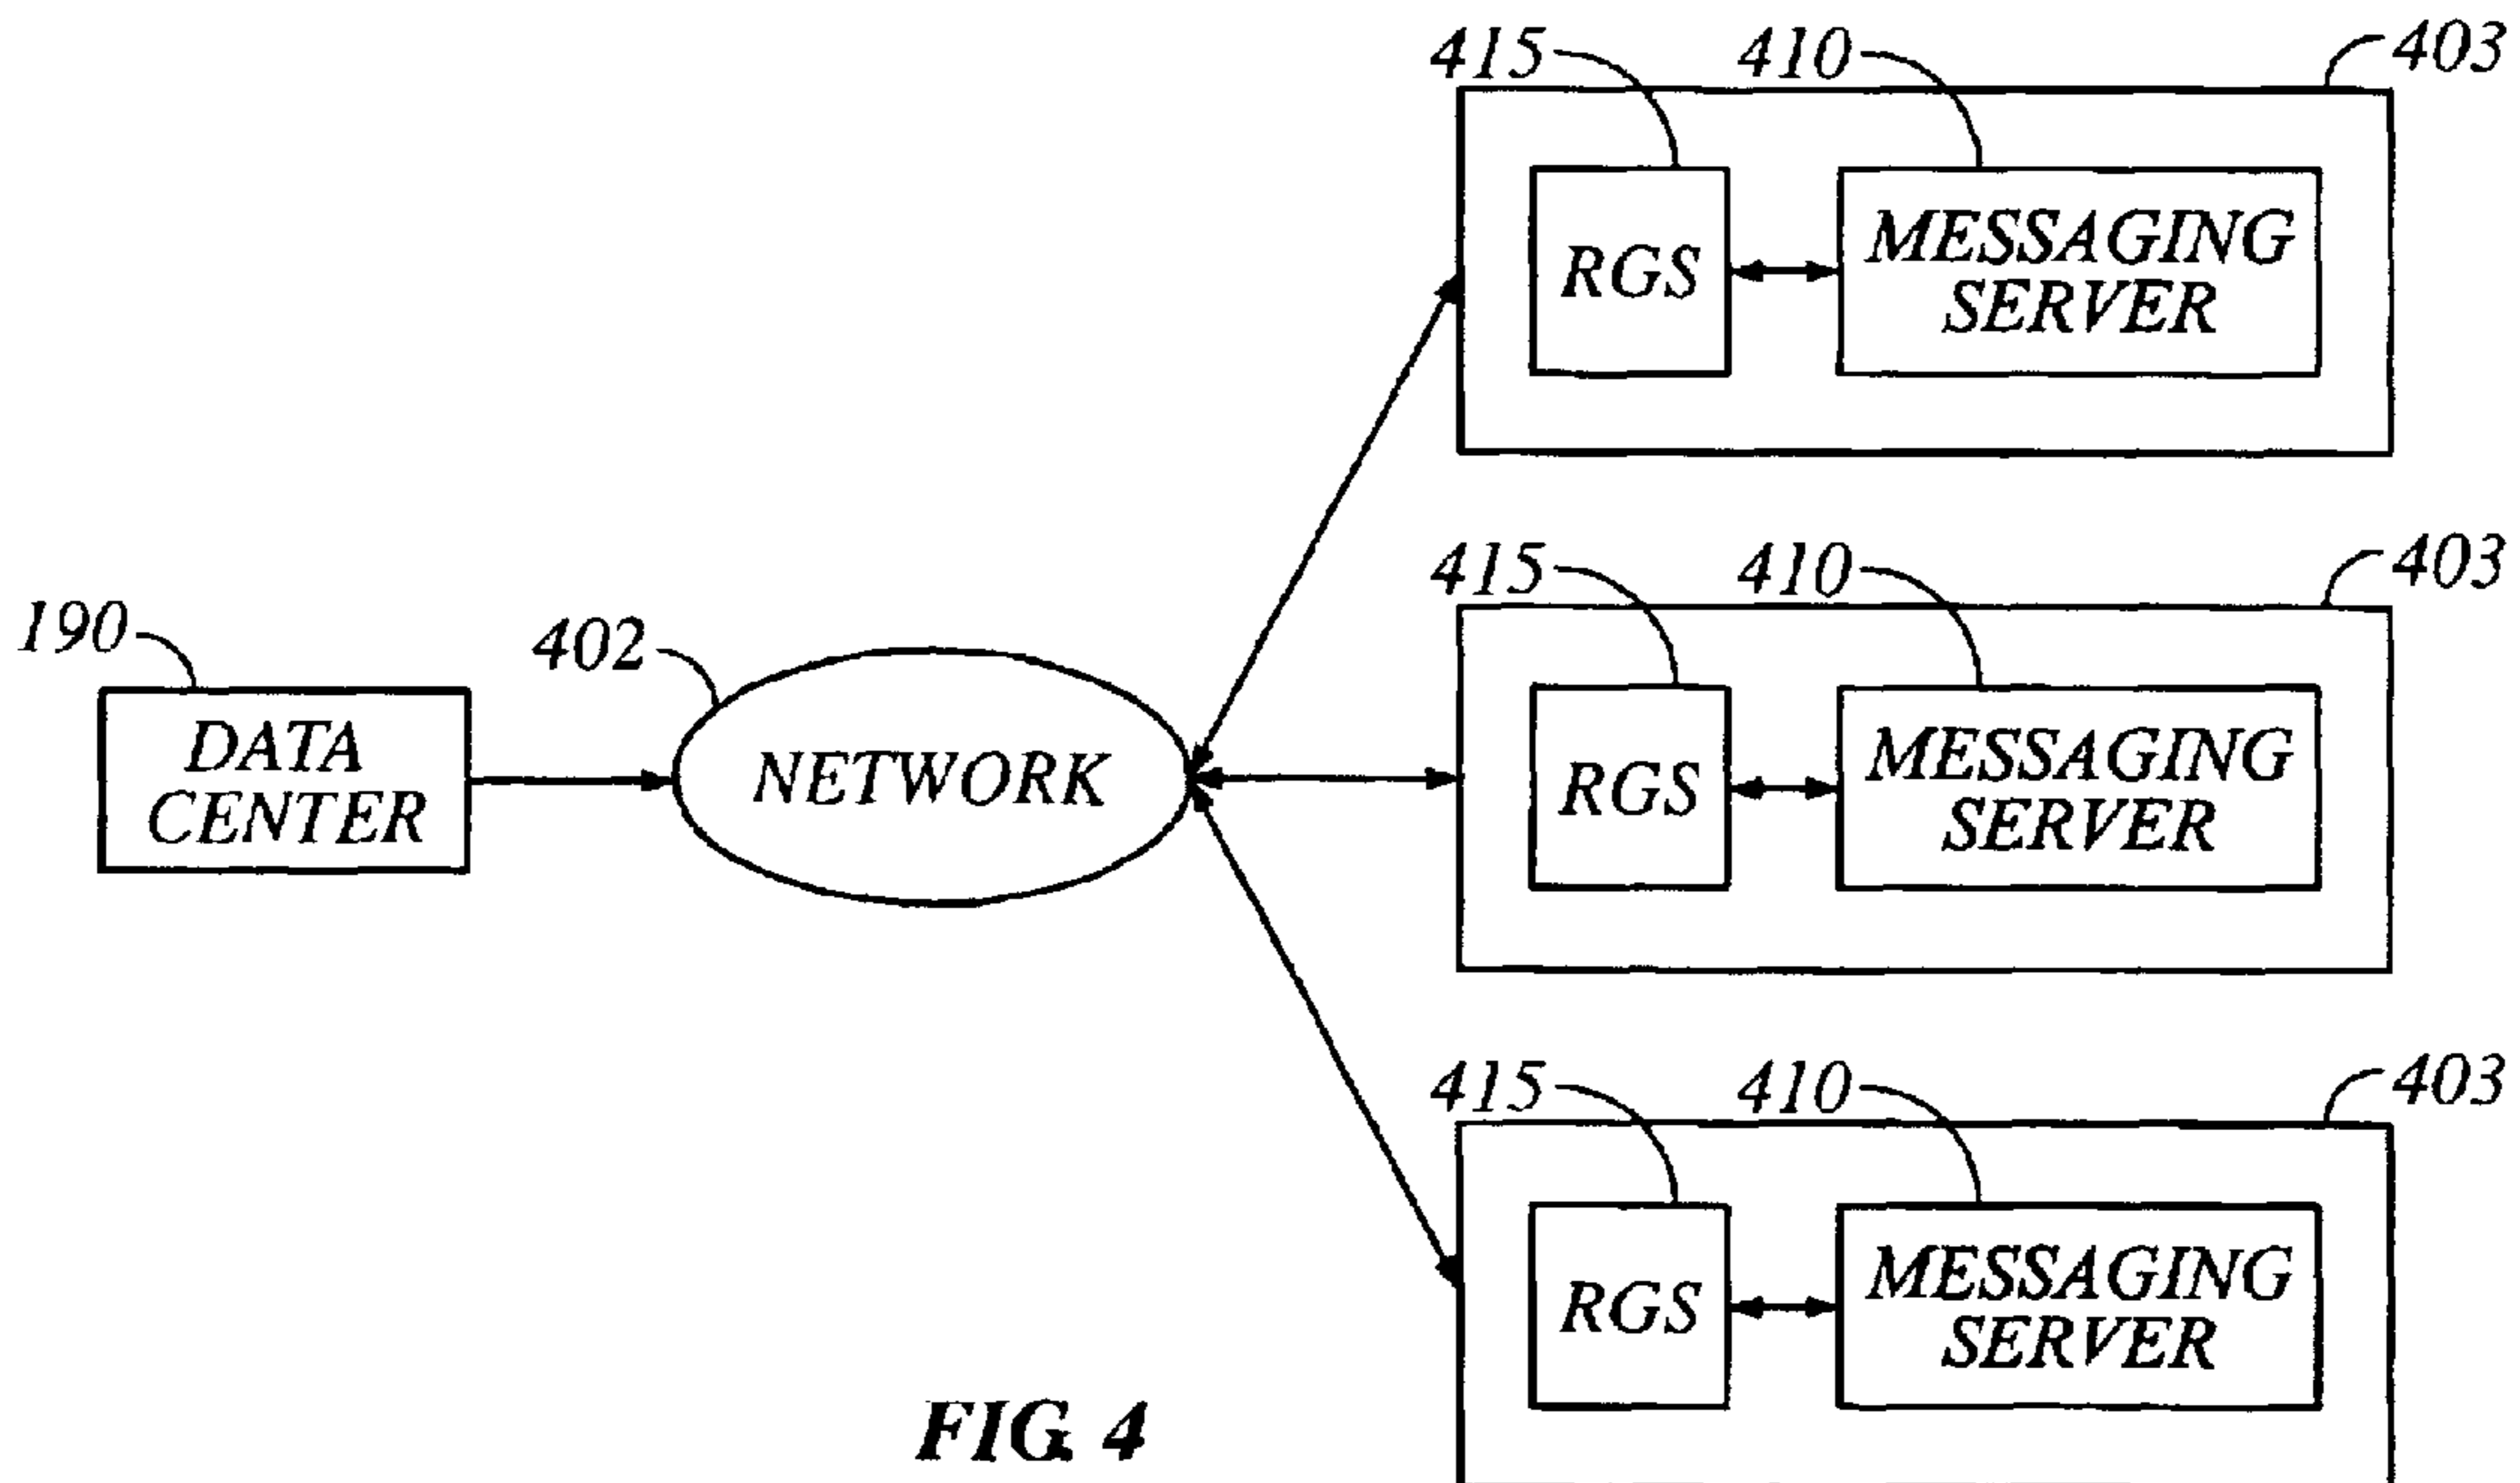 415 410 403
RGS
MESSAGING
SERVER
415 410 403
190
402
DATA
CENTER
NETWORK
RGS
MESSAGING
SERVER
415 410 403
RGS
MESSAGING
SERVER
FIG. 4